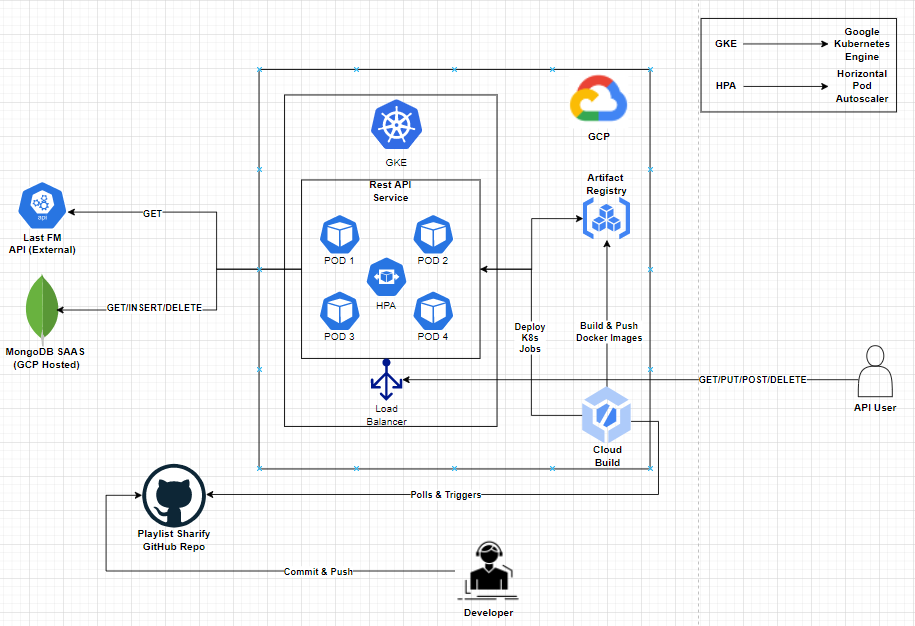 GKE
Google
Kubernetes
Engine
HPA
Horizontal
Pod
Autoscaler
GCP
GKE
Artifact
Registry
Rest API
Service
api
Last FM
API (External)
GET
POD 1
POD 2
HPA
GET/INSERT/DELETE
POD 3
POD 4
MongoDB SAAS
(GCP Hosted)
Deploy
K8s
Jobs
Build & Push
Docker Images
GET/PUT/POST/DELETE
API User
Load
Balancer
Cloud
Build
Polls & Triggers
Playlist Sharify
GitHub Repo
Commit & Push
Developer